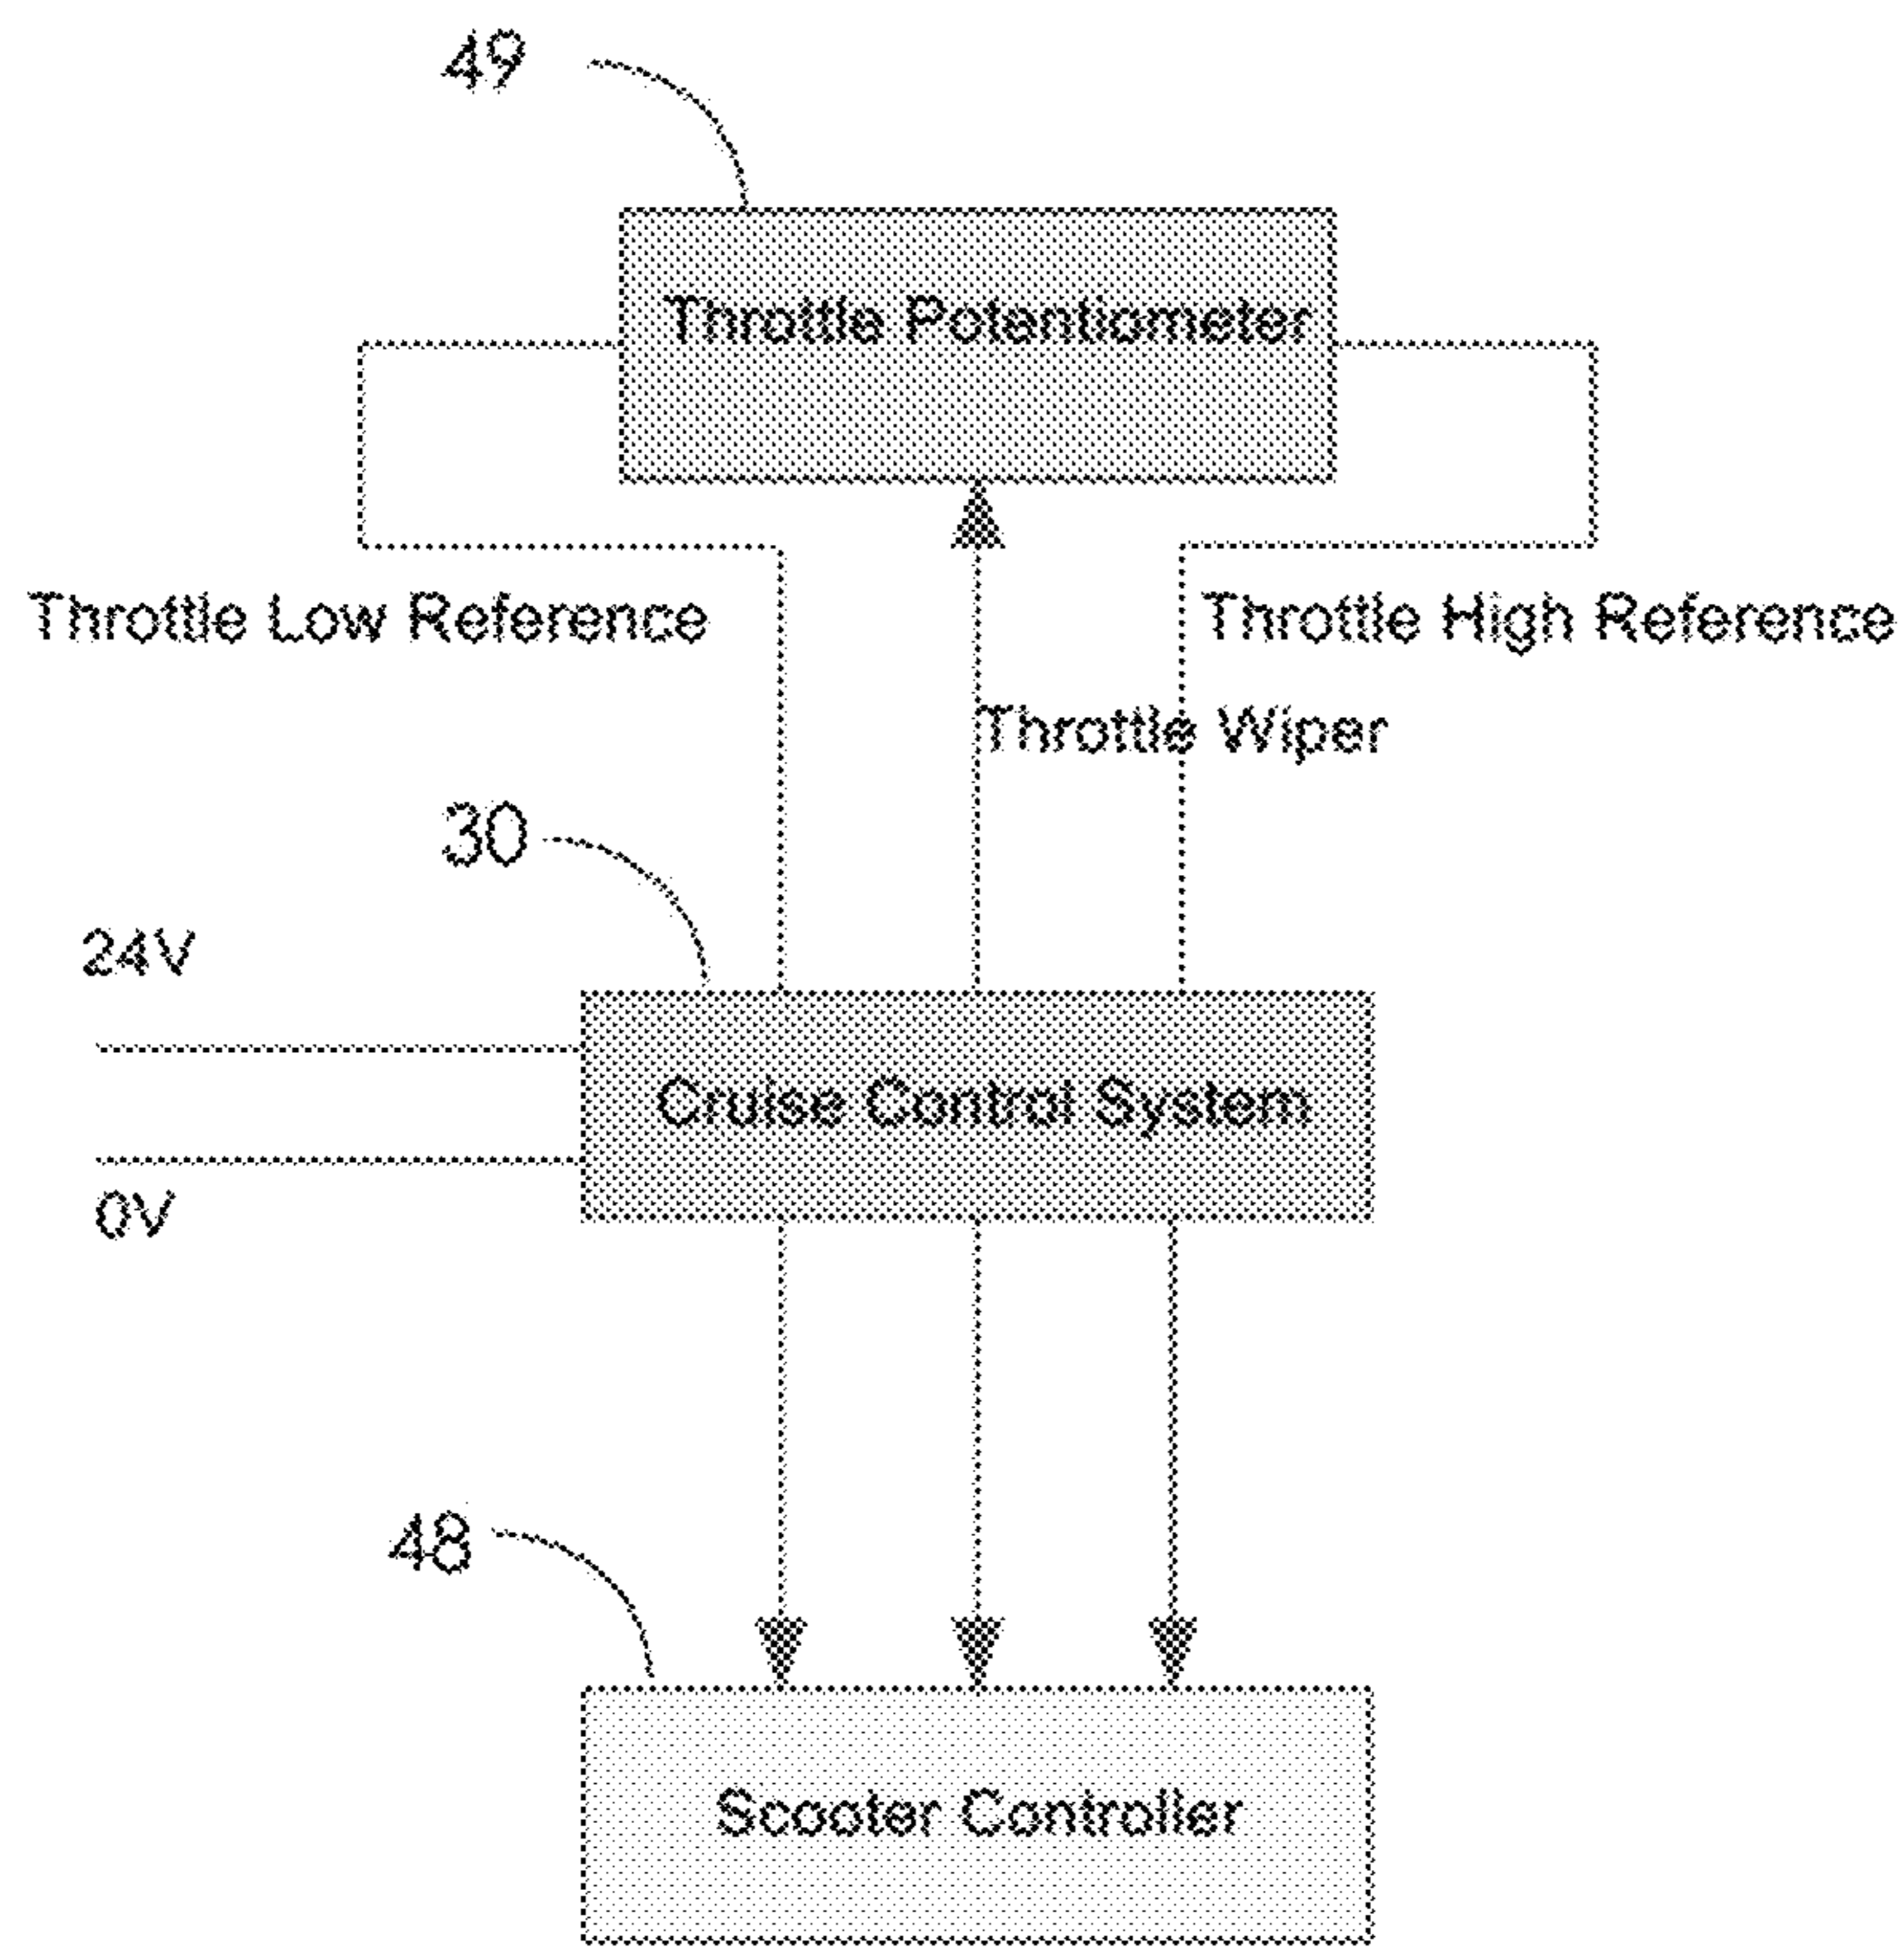 49
Throttle Potentiometer
Throttle Low Reference
Throttle High Reference
Throttle Wiper
30
24V
Cruise Control System
0V
48
Scooter Controller